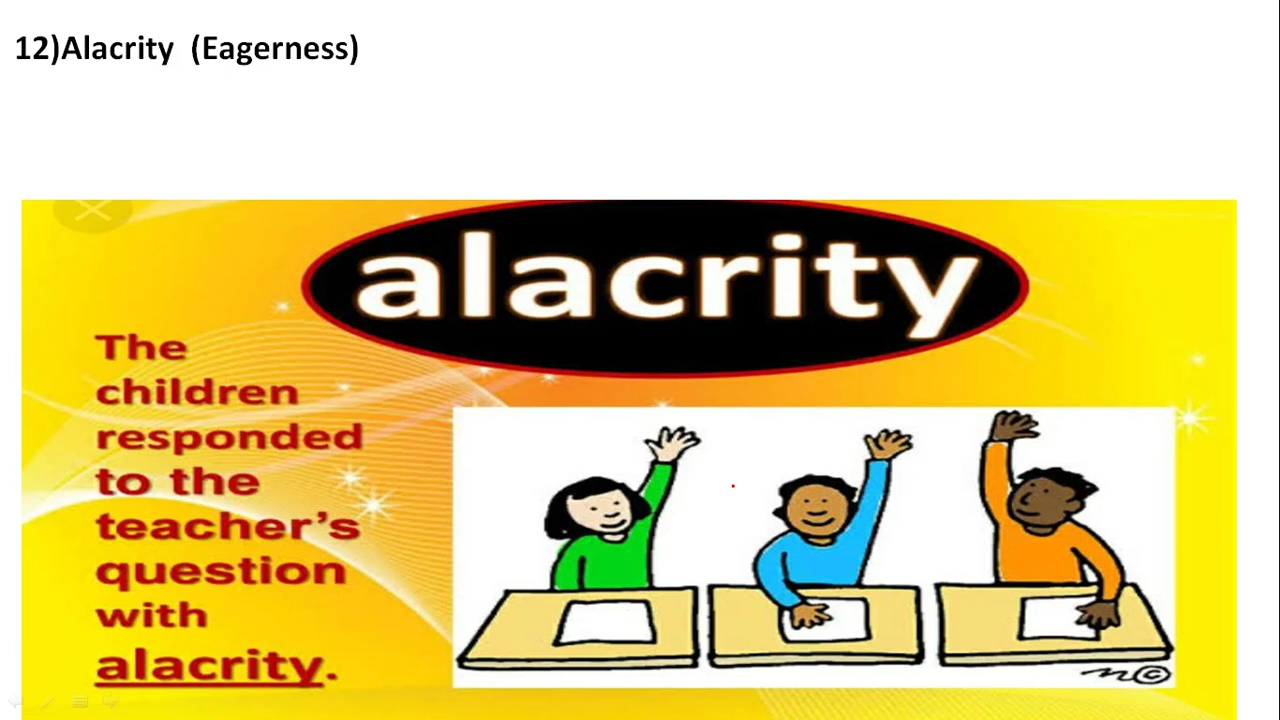 12)Alacrity (Eagerness)
alacrity
The
children
responded
to the
teacher’s
question
with
alacrity.